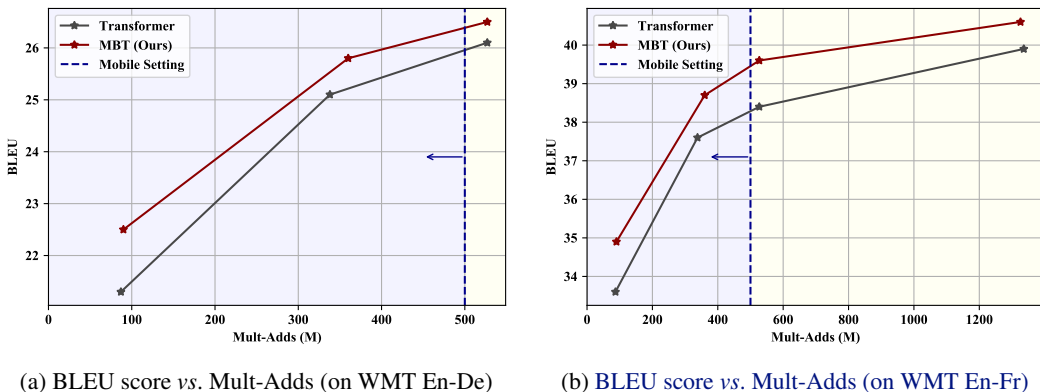 Transformer
MBT (Ours)
Mobile Setting
26
25
24
23
22
BLEU
0 100 200 300 400 500
Mult-Adds (M)
(a) BLEU score vs. Mult-Adds (on WMT En-De)
Transformer
MBT (Ours)
Mobile Setting
40
39
38
37
36
35
34
BLEU
0 200 400 600 800 1000 1200
Mult-Adds (M)
(b) BLEU score vs. Mult-Adds (on WMT En-Fr)